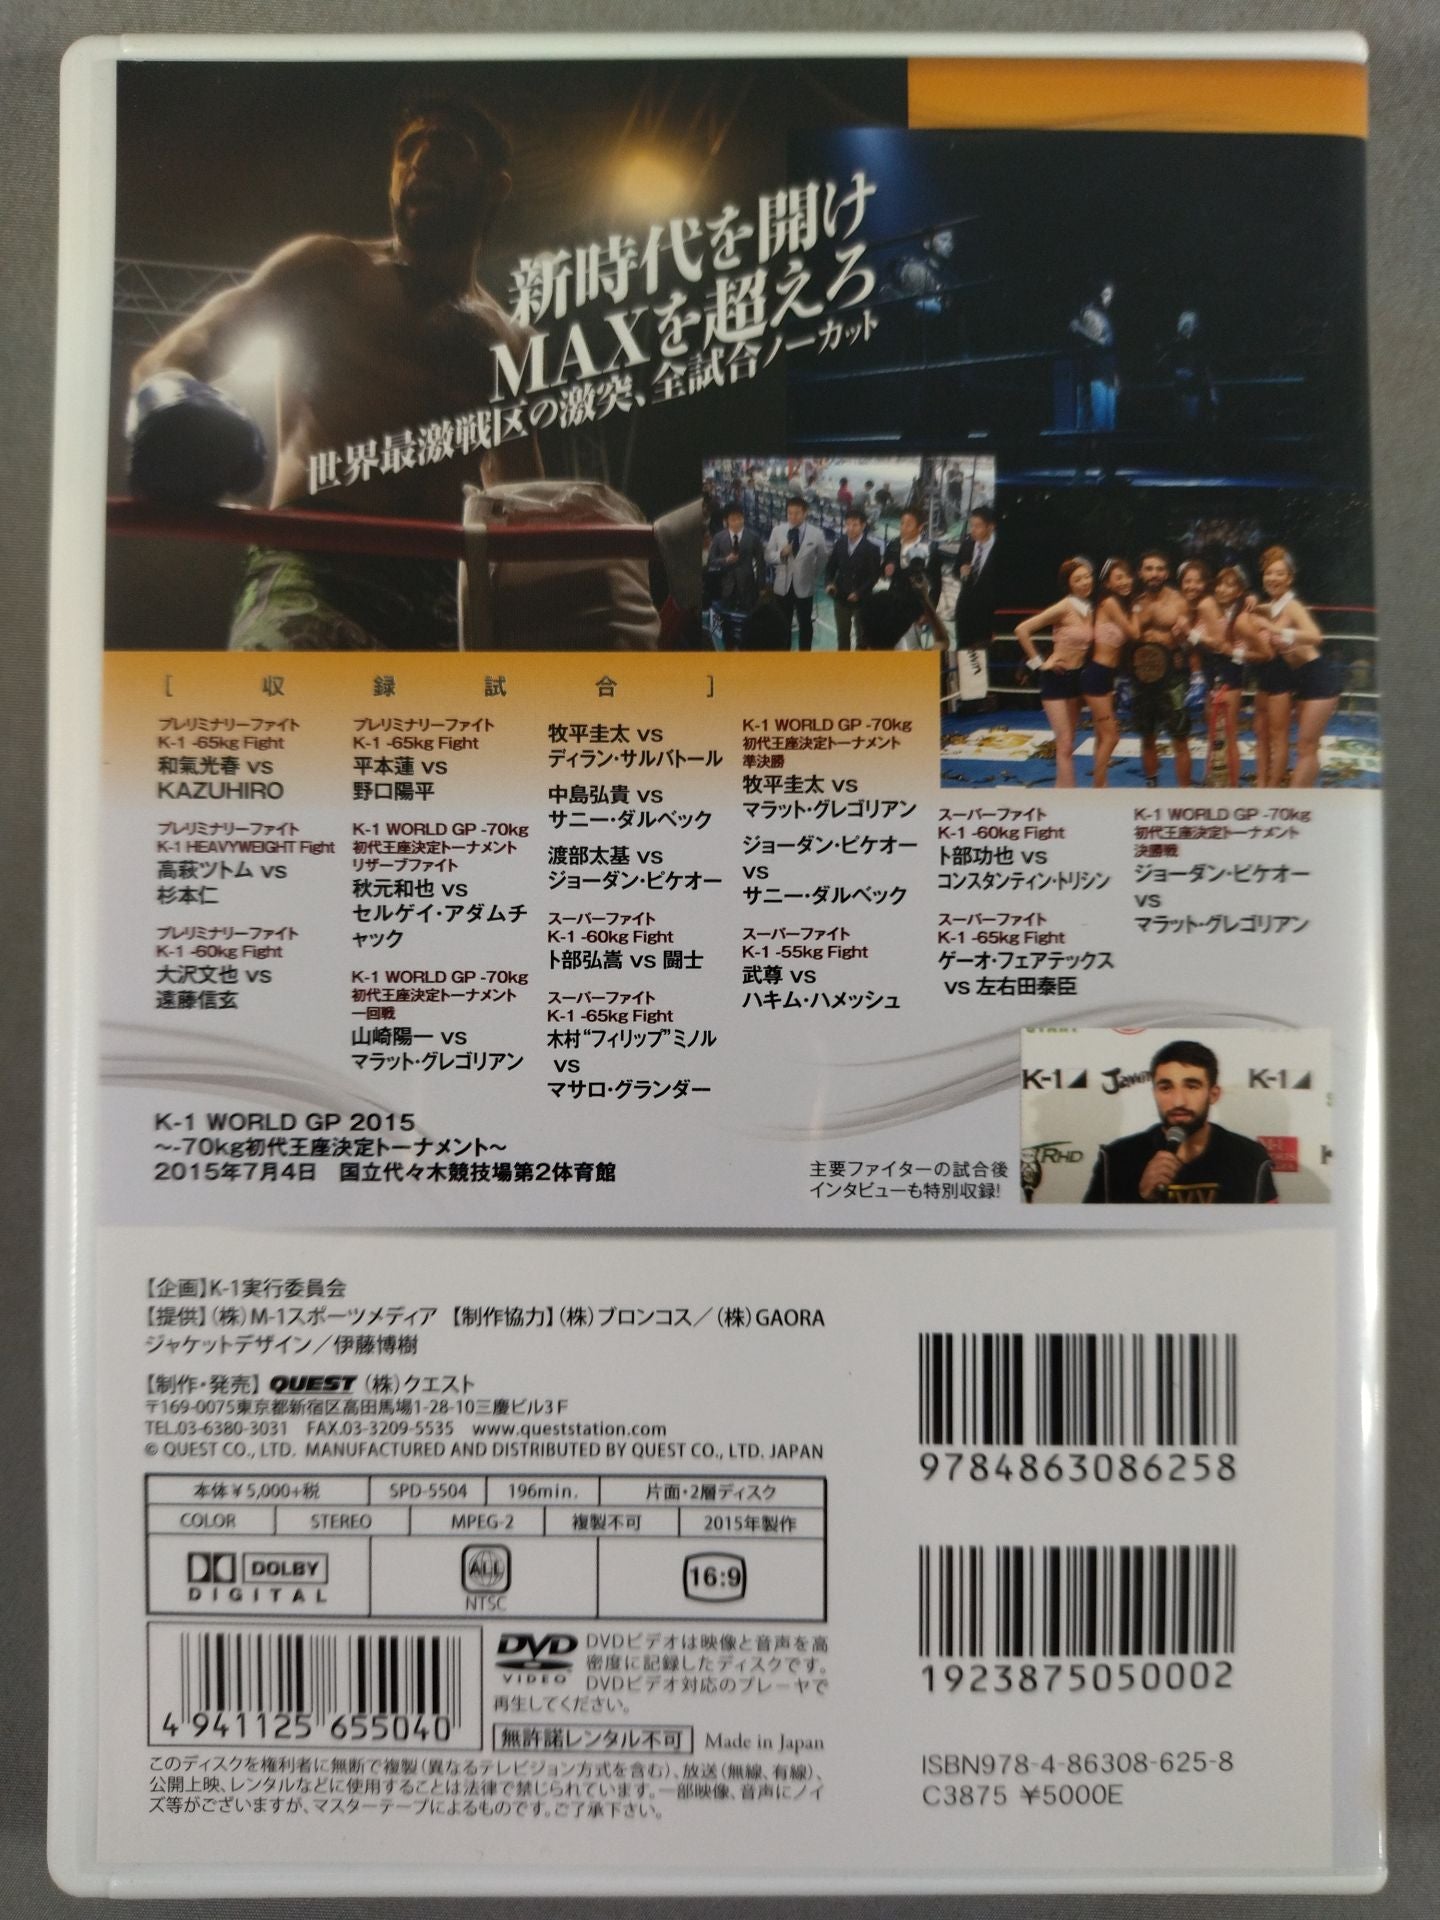 新時代を開け
MAXを超えろ
世界最激戦区の激突、全試合ノーカット
[収録試合]
プレリミナリーファイト
K-1 -65kg Fight
和氣光春 vs
KAZUHIRO
プレリミナリーファイト
K-1 HEAVYWEIGHT Fight
高萩ツトム vs
杉本仁
プレリミナリーファイト
K-1 -60kg Fight
大沢文也 vs
遠藤信玄
プレリミナリーファイト
K-1 -65kg Fight
平本蓮 vs
野口陽平
K-1 WORLD GP -70kg
初代王座決定トーナメント
リザーブファイト
秋元和也 vs
セルゲイ・アダムチ
ャック
K-1 WORLD GP -70kg
初代王座決定トーナメント
一回戦
山崎陽一 vs
マラット・グレゴリアン
牧平圭太 vs
ディラン・サルバトール
中島弘貴 vs
サニー・ダルベック
渡部太基 vs
ジョーダン・ピケオー
スーパーファイト
K-1 -60kg Fight
卜部弘嵩 vs 闘士
スーパーファイト
K-1 -65kg Fight
木村“フィリップ”ミノル
vs
マサロ・グランダー
K-1 WORLD GP -70kg
初代王座決定トーナメント
準決勝
牧平圭太 vs
マラット・グレゴリアン
ジョーダン・ピケオー
vs
サニー・ダルベック
スーパーファイト
K-1 -55kg Fight
武尊 vs
ハキム・ハメッシュ
スーパーファイト
K-1 -60kg Fight
卜部功也 vs
コンスタンティン・トリシン
スーパーファイト
K-1 -65kg Fight
ゲーオ・フェアテックス
vs 左右田泰臣
K-1 WORLD GP -70kg
初代王座決定トーナメント
決勝戦
ジョーダン・ピケオー
vs
マラット・グレゴリアン
K-1 WORLD GP 2015
～-70kg初代王座決定トーナメント～
2015年7月4日 国立代々木競技場第2体育館
主要ファイターの試合後
インタビューも特別収録!
K-1
K-1
RHD
【企画】K-1実行委員会
【提供】(株)M-1スポーツメディア 【制作協力】(株)ブロンコス／(株)GAORA
ジャケットデザイン／伊藤博樹
【制作・発売】QUEST (株)クエスト
〒169-0075東京都新宿区高田馬場1-28-10三慶ビル3F
TEL.03-6380-3031 FAX.03-3209-5535 www.queststation.com
© QUEST CO., LTD. MANUFACTURED AND DISTRIBUTED BY QUEST CO., LTD. JAPAN
本体¥5,000+税 SPD-5504 196min. 片面・2層ディスク
COLOR STEREO MPEG-2 複製不可 2015年製作
DOLBY
DIGITAL
ALL
NTSC
16:9
4 941125 655040
DVD
VIDEO
DVDビデオは映像と音声を高
密度に記録したディスクです。
DVDビデオ対応のプレーヤで
再生してください。
無許諾レンタル不可 Made in Japan
このディスクを権利者に無断で複製(異なるテレビジョン方式を含む)、放送(無線、有線)、
公開上映、レンタルなどに使用することは法律で禁じられています。一部映像、音声にノイ
ズ等がございますが、マスターテープによるものです。ご了承下さい。
9784863086258
1923875050002
ISBN978-4-86308-625-8
C3875 ¥5000E